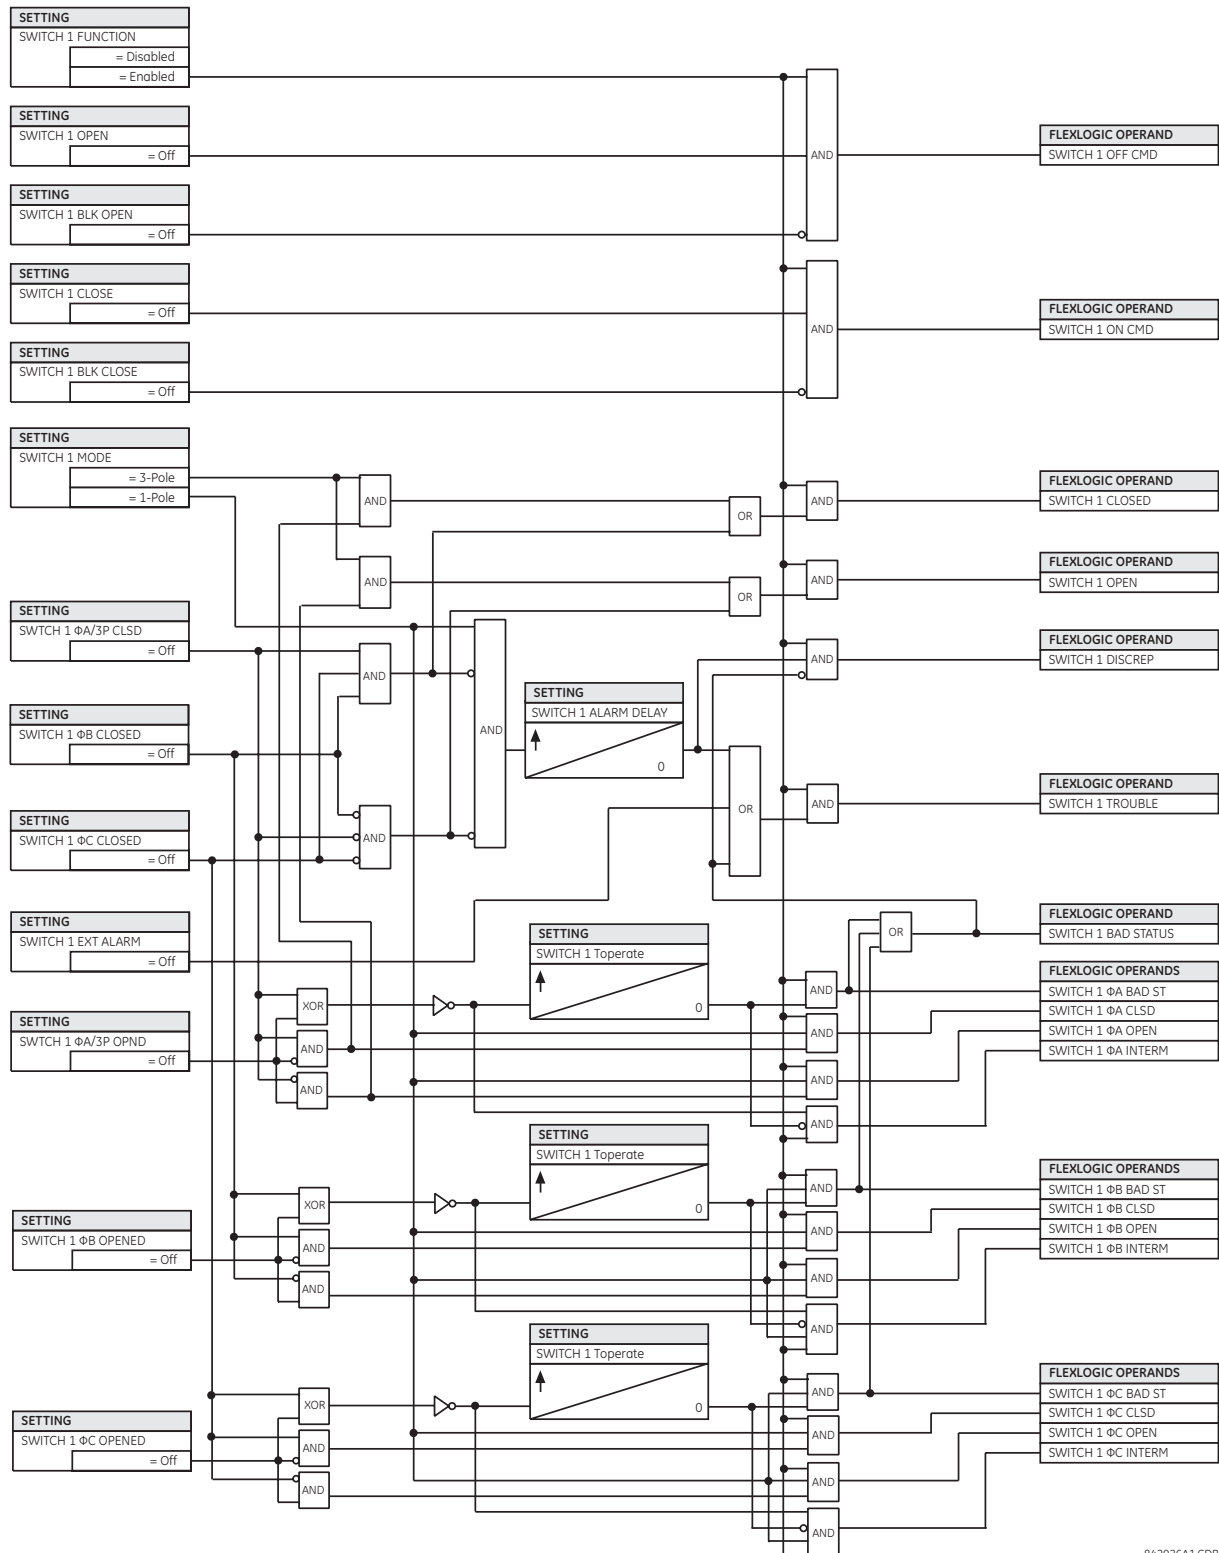 SETTING
SWITCH 1 FUNCTION
= Disabled
= Enabled
SETTING
SWITCH 1 OPEN
= Off
AND
FLEXLOGIC OPERAND
SWITCH 1 OFF CMD
SETTING
SWITCH 1 BLK OPEN
= Off
SETTING
SWITCH 1 CLOSE
= Off
AND
FLEXLOGIC OPERAND
SWITCH 1 ON CMD
SETTING
SWITCH 1 BLK CLOSE
= Off
SETTING
SWITCH 1 MODE
= 3-Pole
= 1-Pole
AND
OR
AND
FLEXLOGIC OPERAND
SWITCH 1 CLOSED
AND
OR
AND
FLEXLOGIC OPERAND
SWITCH 1 OPEN
SETTING
SWTCH 1 ΦA/3P CLSD
= Off
AND
AND
FLEXLOGIC OPERAND
SWITCH 1 DISCREP
SETTING
SWITCH 1 ΦB CLOSED
= Off
AND
SETTING
SWITCH 1 ALARM DELAY
0
SETTING
SWITCH 1 ΦC CLOSED
= Off
AND
OR
AND
FLEXLOGIC OPERAND
SWITCH 1 TROUBLE
SETTING
SWITCH 1 EXT ALARM
= Off
OR
FLEXLOGIC OPERAND
SWITCH 1 BAD STATUS
SETTING
SWITCH 1 Toperate
0
SETTING
SWTCH 1 ΦA/3P OPND
= Off
XOR
AND
AND
AND
AND
AND
AND
FLEXLOGIC OPERANDS
SWITCH 1 ΦA BAD ST
SWITCH 1 ΦA CLSD
SWITCH 1 ΦA OPEN
SWITCH 1 ΦA INTERM
SETTING
SWITCH 1 Toperate
0
SETTING
SWITCH 1 ΦB OPENED
= Off
XOR
AND
AND
AND
AND
AND
AND
FLEXLOGIC OPERANDS
SWITCH 1 ΦB BAD ST
SWITCH 1 ΦB CLSD
SWITCH 1 ΦB OPEN
SWITCH 1 ΦB INTERM
SETTING
SWITCH 1 Toperate
0
SETTING
SWITCH 1 ΦC OPENED
= Off
XOR
AND
AND
AND
AND
AND
AND
FLEXLOGIC OPERANDS
SWITCH 1 ΦC BAD ST
SWITCH 1 ΦC CLSD
SWITCH 1 ΦC OPEN
SWITCH 1 ΦC INTERM